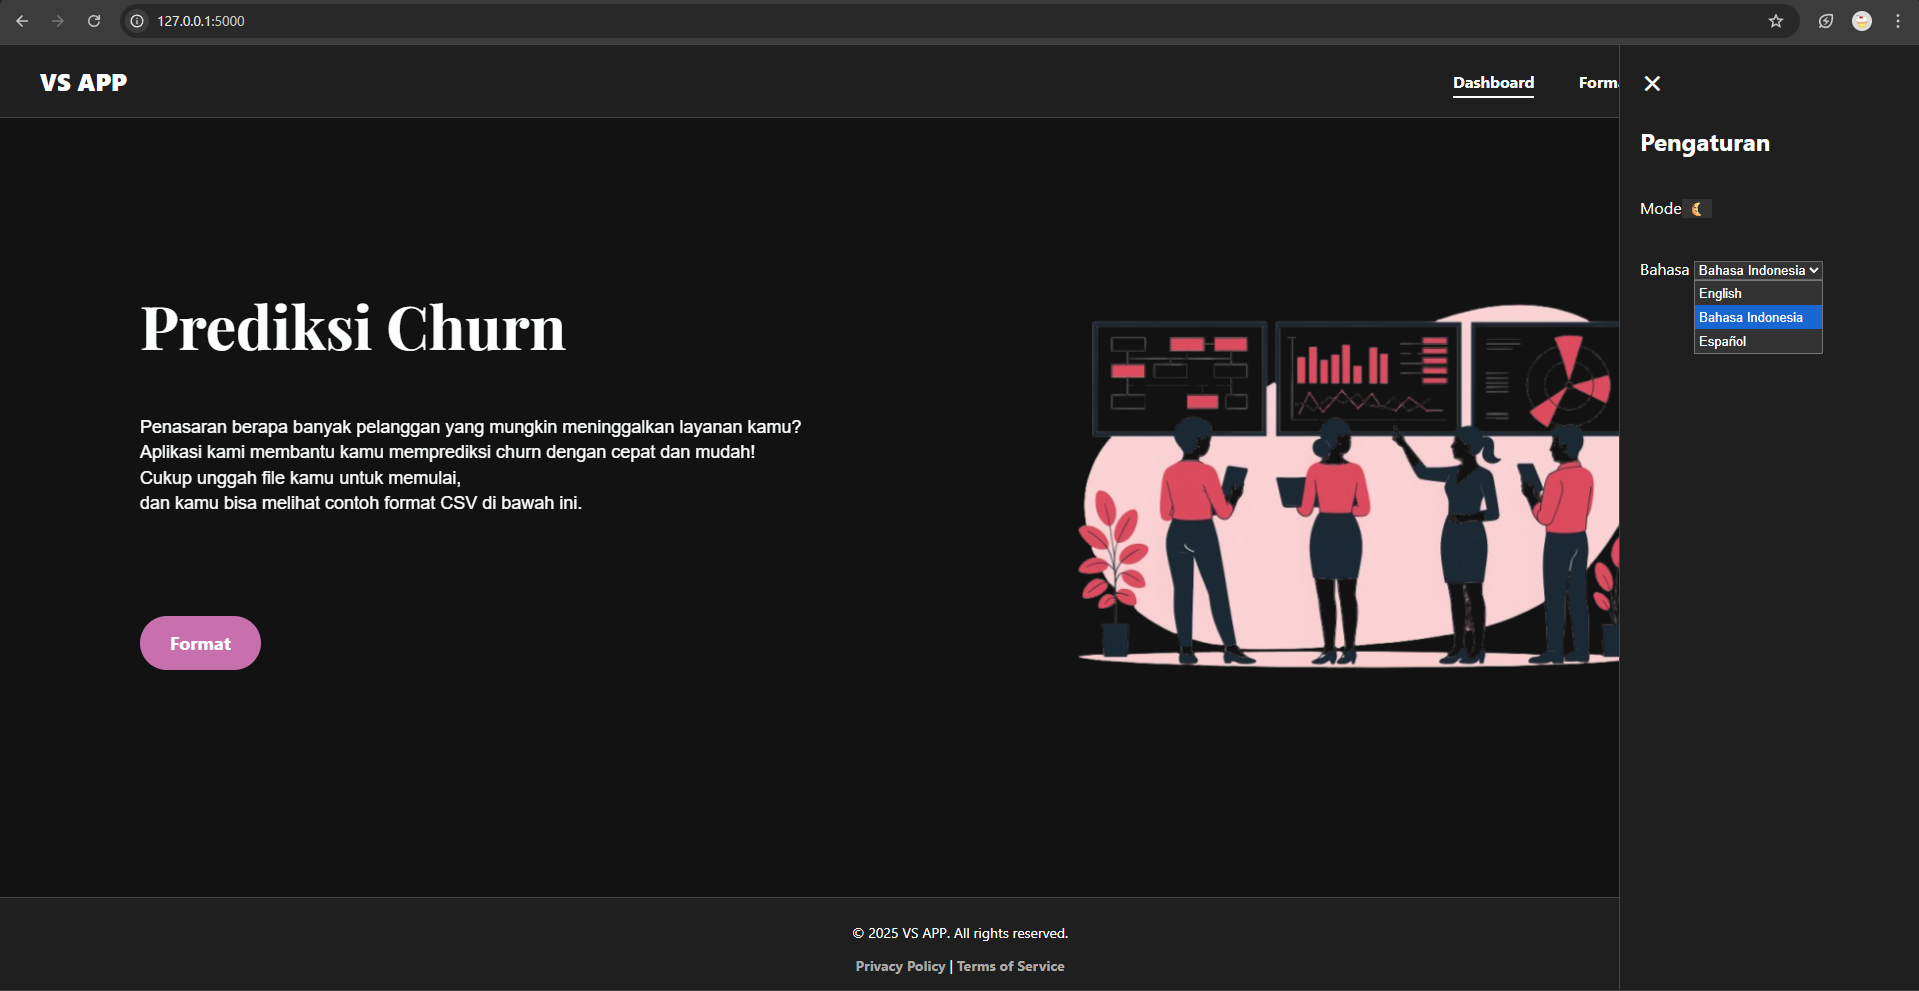 127.0.0.1:5000
VS APP
Dashboard
Forma
Pengaturan
Mode
Bahasa Bahasa Indonesia
English
Bahasa Indonesia
Español
Prediksi Churn
Penasaran berapa banyak pelanggan yang mungkin meninggalkan layanan kamu?
Aplikasi kami membantu kamu memprediksi churn dengan cepat dan mudah!
Cukup unggah file kamu untuk memulai,
dan kamu bisa melihat contoh format CSV di bawah ini.
Format
© 2025 VS APP. All rights reserved.
Privacy Policy | Terms of Service